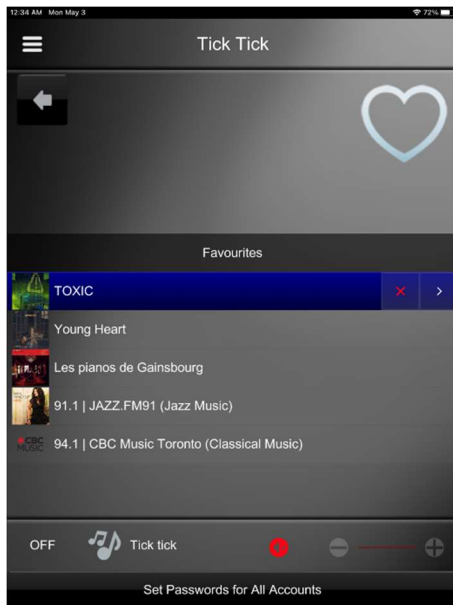 12:34 AM Mon May 3
72%
Tick Tick
Favourites
TOXIC
Young Heart
Les pianos de Gainsbourg
91.1 | JAZZ.FM91 (Jazz Music)
CBC
MUSIC
94.1 | CBC Music Toronto (Classical Music)
OFF
Tick tick
Set Passwords for All Accounts